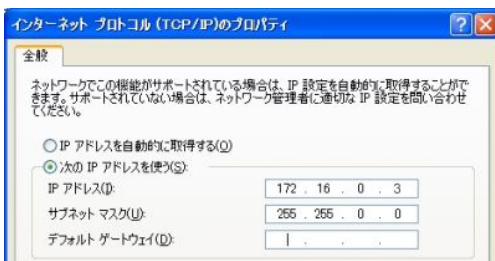 インターネット プロトコル (TCP/IP)のプロパティ
全般
ネットワークでこの機能がサポートされている場合は、IP 設定を自動的に取得することがで
きます。サポートされていない場合は、ネットワーク管理者に適切な IP 設定を問い合わせ
てください。
IP アドレスを自動的に取得する(O)
次の IP アドレスを使う(S):
IP アドレス(I): 172 . 16 . 0 . 3
サブネット マスク(U): 255 . 255 . 0 . 0
デフォルト ゲートウェイ(D): . . .